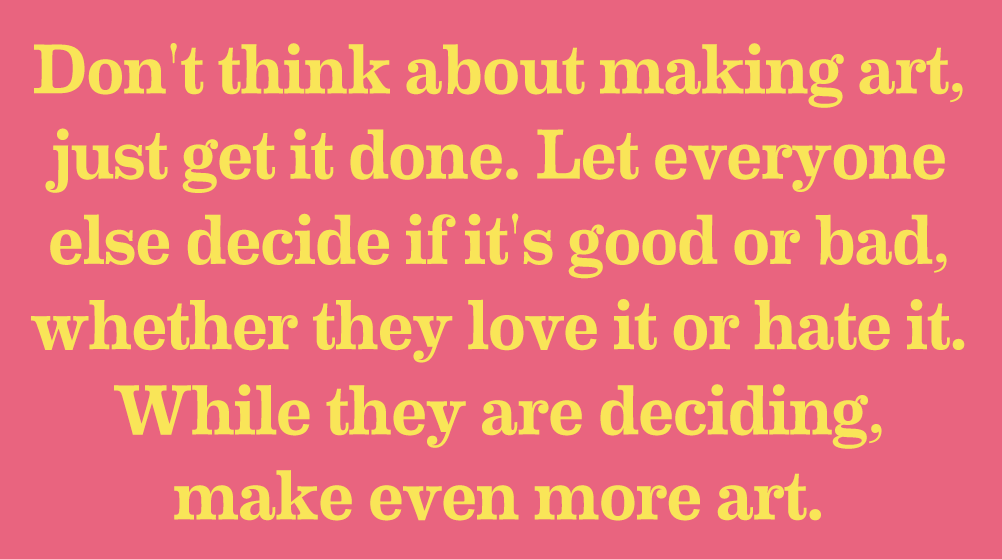 Don't think about making art,
just get it done. Let everyone
else decide if it's good or bad,
whether they love it or hate it.
While they are deciding,
make even more art.